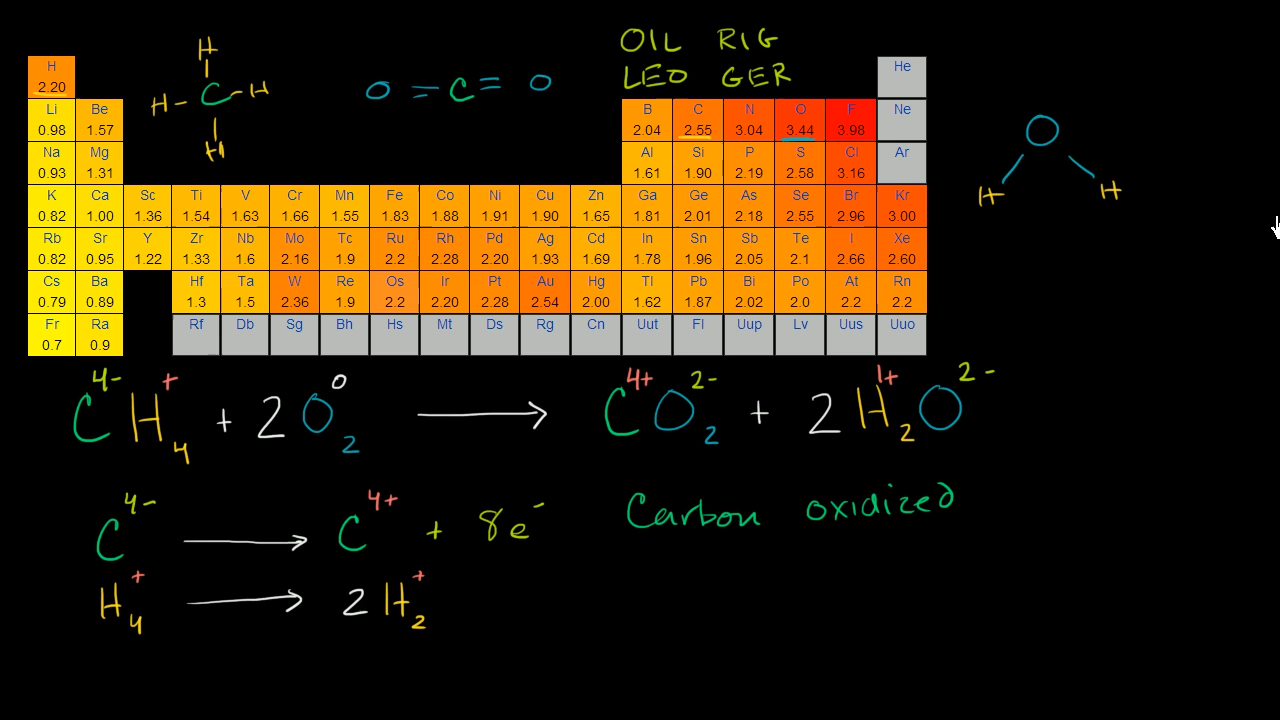 OIL RIG
LEO GER
H
H - C - H
H
O = C = O
O
H H
H He
2.20
Li Be B C N O F Ne
0.98 1.57 2.04 2.55 3.04 3.44 3.98
Na Mg Al Si P S Cl Ar
0.93 1.31 1.61 1.90 2.19 2.58 3.16
K Ca Sc Ti V Cr Mn Fe Co Ni Cu Zn Ga Ge As Se Br Kr
0.82 1.00 1.36 1.54 1.63 1.66 1.55 1.83 1.88 1.91 1.90 1.65 1.81 2.01 2.18 2.55 2.96 3.00
Rb Sr Y Zr Nb Mo Tc Ru Rh Pd Ag Cd In Sn Sb Te I Xe
0.82 0.95 1.22 1.33 1.6 2.16 1.9 2.2 2.28 2.20 1.93 1.69 1.78 1.96 2.05 2.1 2.66 2.60
Cs Ba Hf Ta W Re Os Ir Pt Au Hg Tl Pb Bi Po At Rn
0.79 0.89 1.3 1.5 2.36 1.9 2.2 2.20 2.28 2.54 2.00 1.62 1.87 2.02 2.0 2.2 2.2
Fr Ra Rf Db Sg Bh Hs Mt Ds Rg Cn Uut Fl Uup Lv Uus Uuo
0.7 0.9
C⁴⁻ H₄⁺ + 2 O₂⁰ → C⁴⁺ O₂²⁻ + 2 H₂¹⁺ O²⁻
C⁴⁻ → C⁴⁺ + 8e⁻ Carbon oxidized
H₄⁺ → 2 H₂⁺